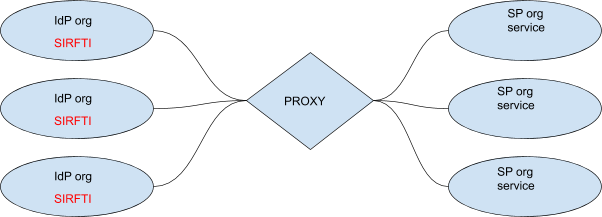 IdP org
SIRFTI
IdP org
SIRFTI
IdP org
SIRFTI
PROXY
SP org
service
SP org
service
SP org
service